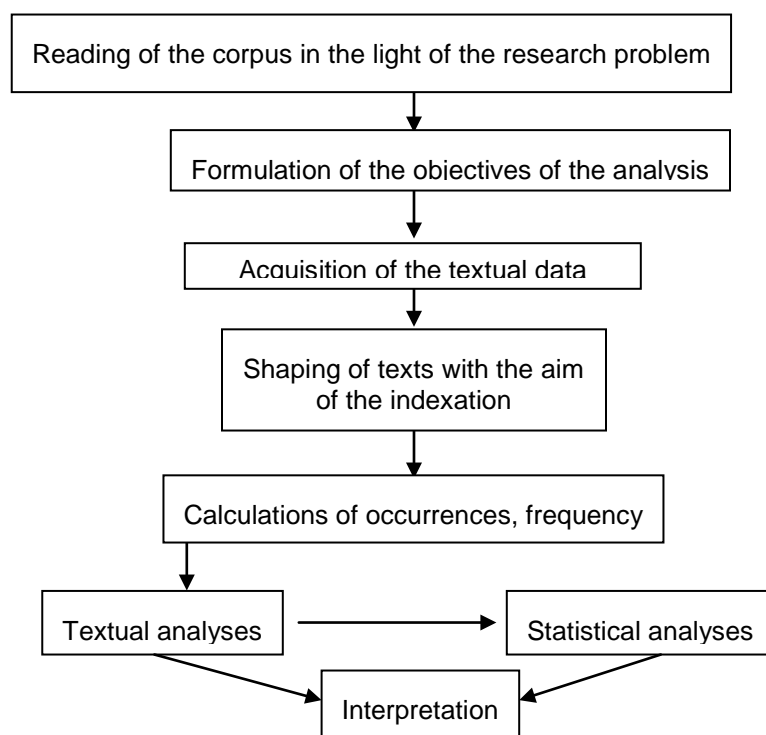 Reading of the corpus in the light of the research problem
Formulation of the objectives of the analysis
Acquisition of the textual data
Shaping of texts with the aim
of the indexation
Calculations of occurrences, frequency
Textual analyses
Statistical analyses
Interpretation